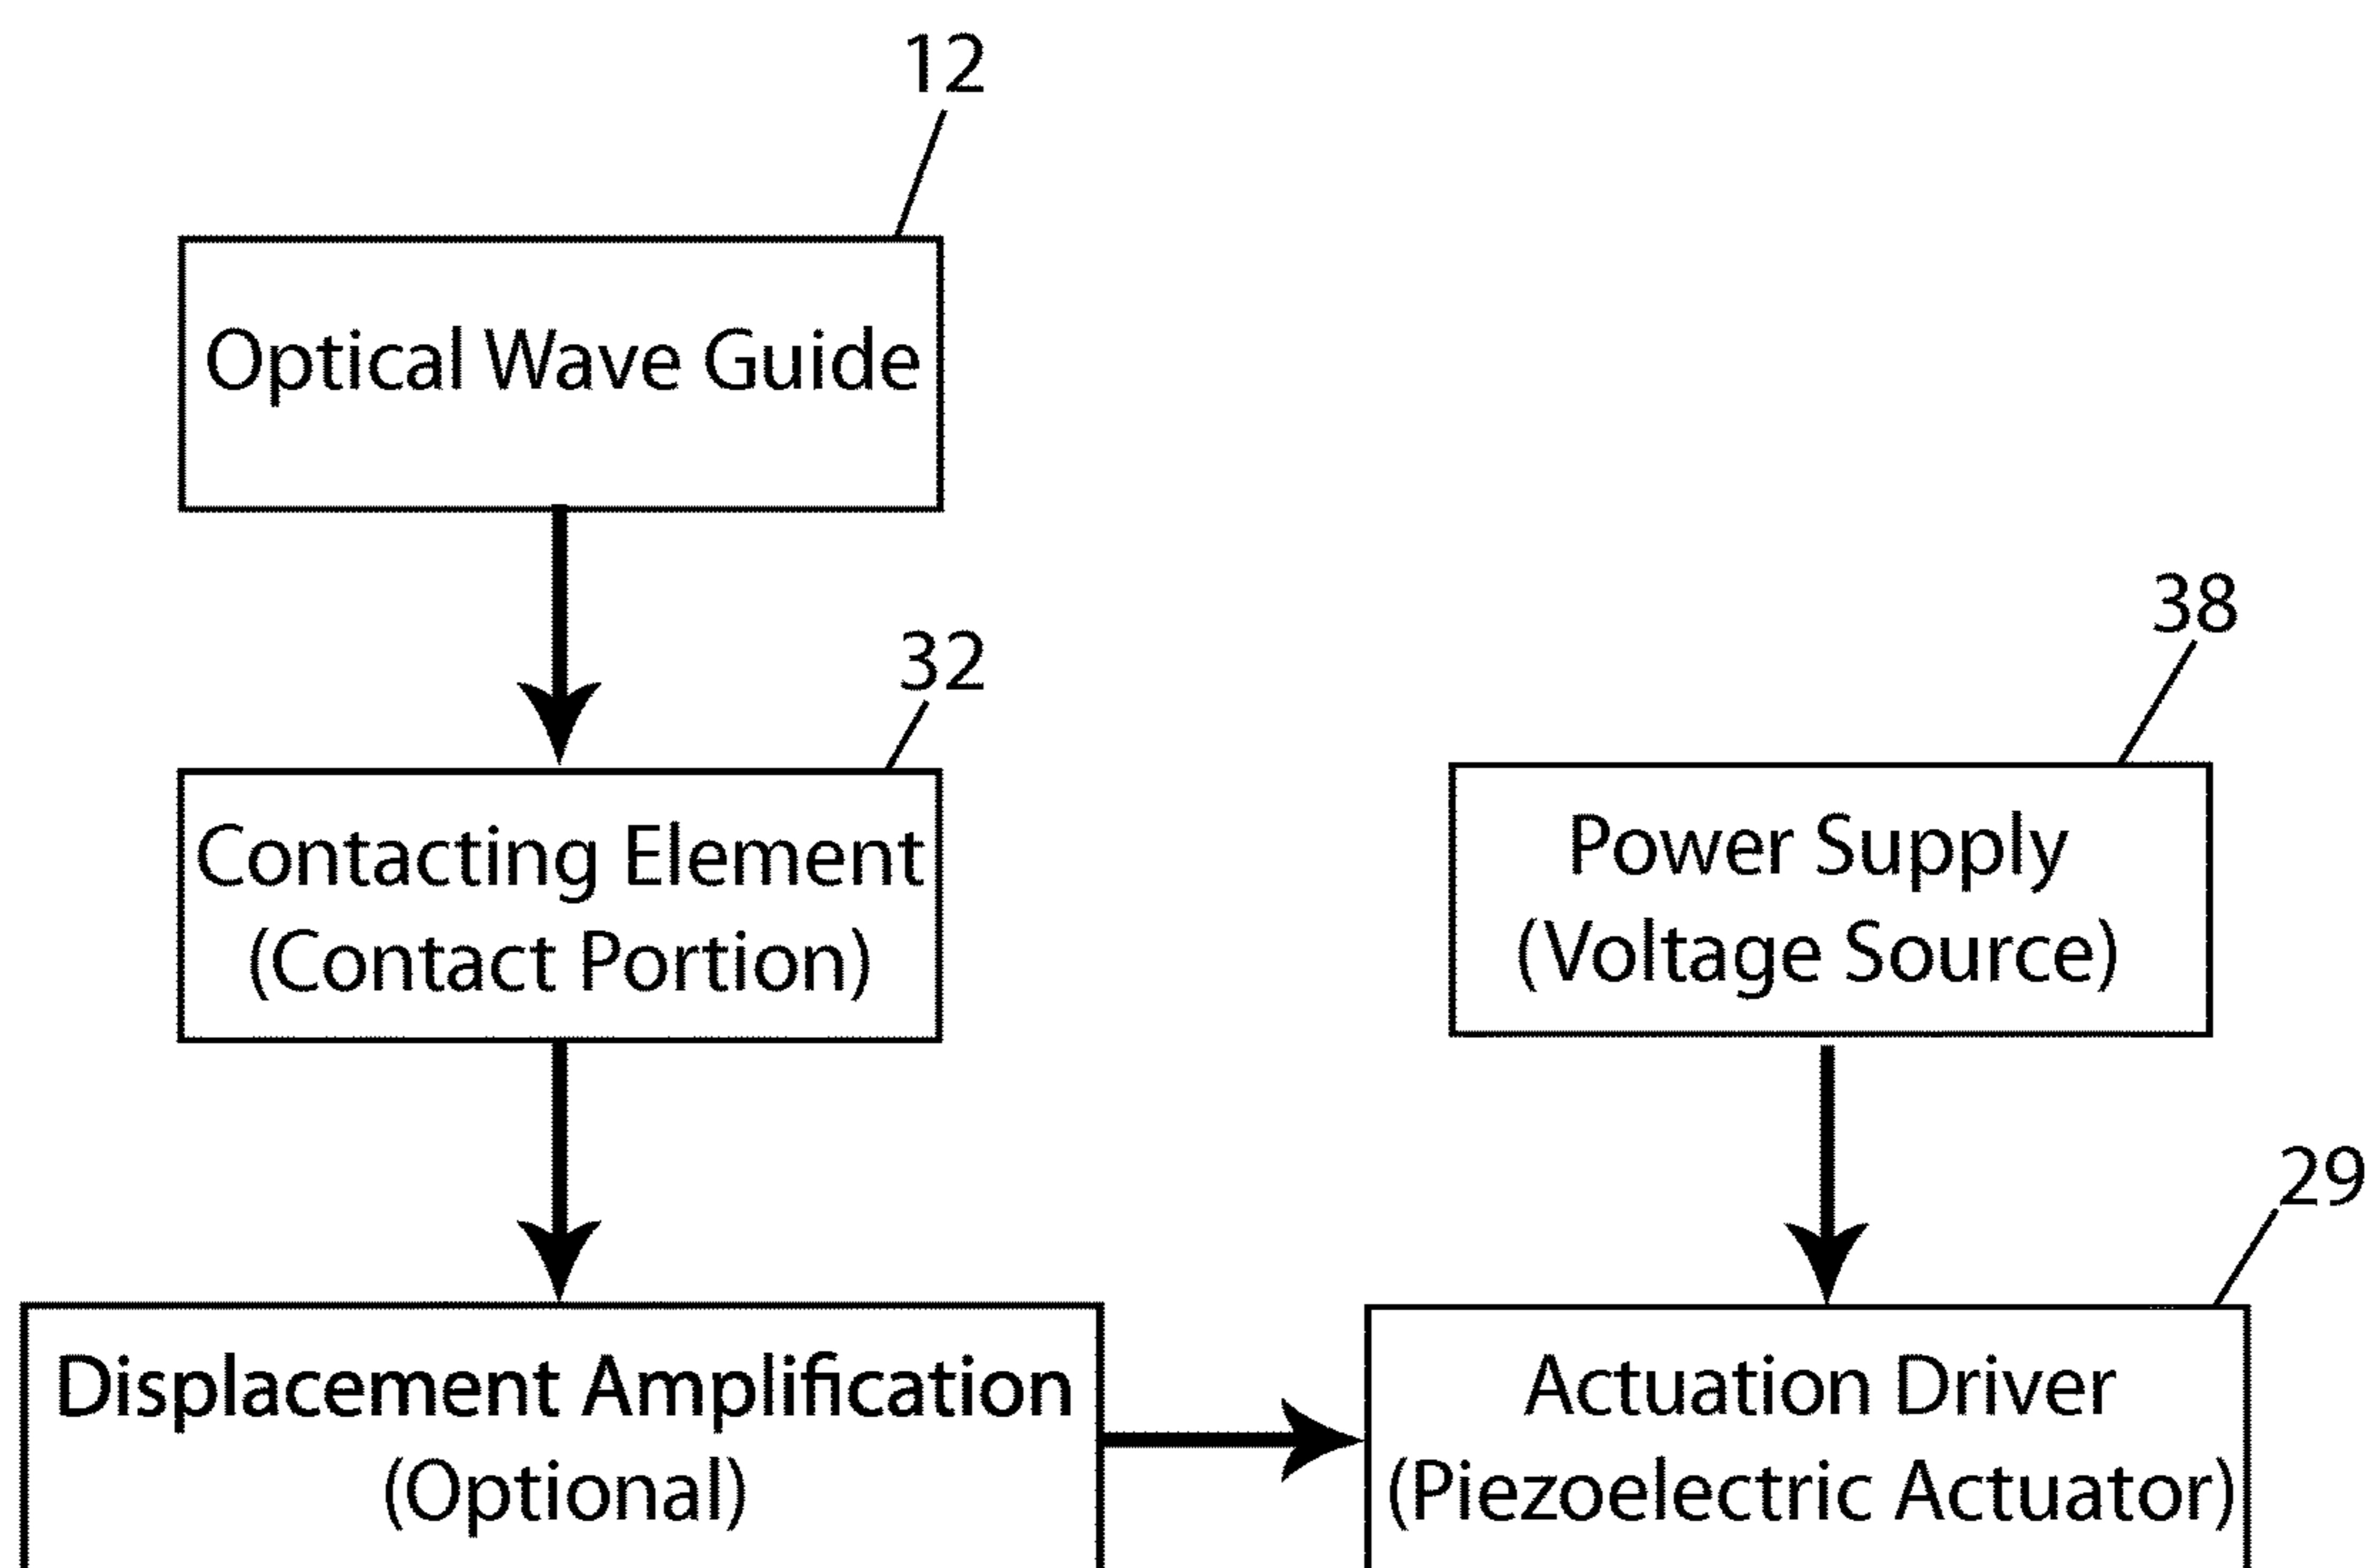 12
Optical Wave Guide
32
Contacting Element
(Contact Portion)
38
Power Supply
(Voltage Source)
Displacement Amplification
(Optional)
29
Actuation Driver
(Piezoelectric Actuator)